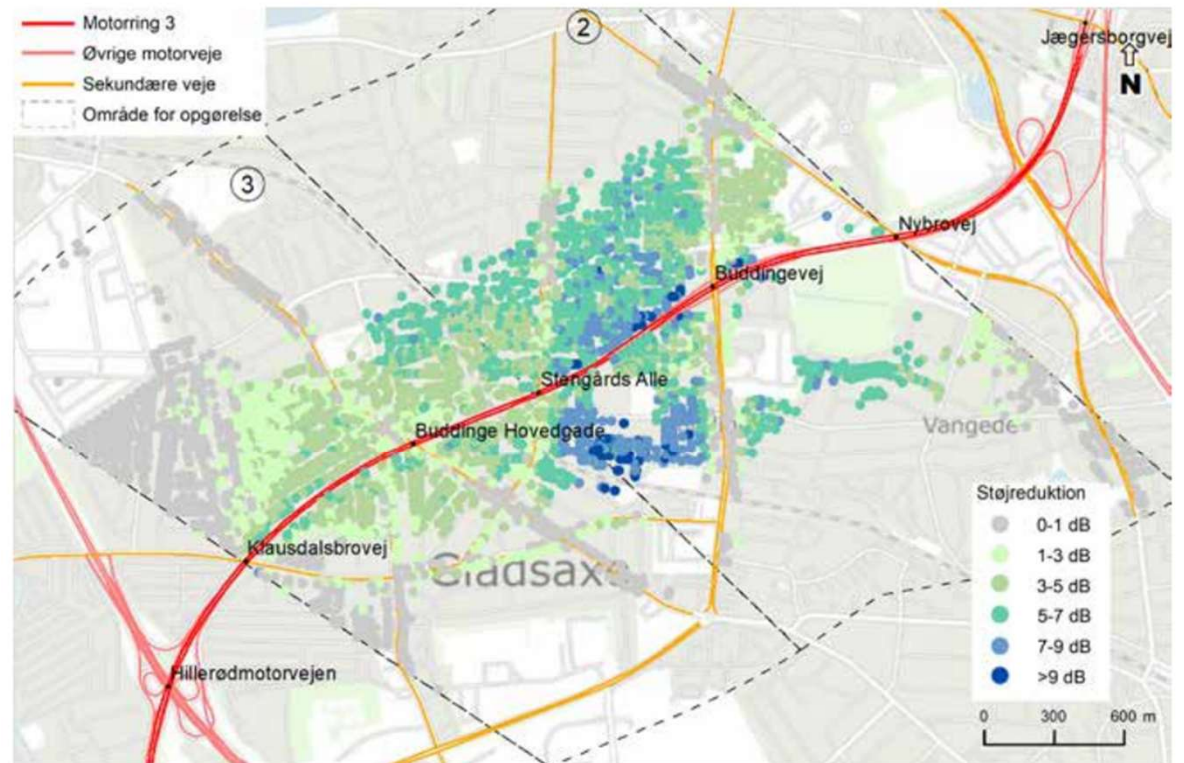 Motorring 3
Øvrige motorveje
Sekundære veje
Område for opgørelse
2
Jægersborgvej
N
3
Nybrovej
Buddingevej
Stengårds Alle
Vangede
Buddinge Hovedgade
Klausdalsbrovej
Gladsaxe
Hillerødmotorvejen
Støjreduktion
0-1 dB
1-3 dB
3-5 dB
5-7 dB
7-9 dB
>9 dB
0 300 600 m